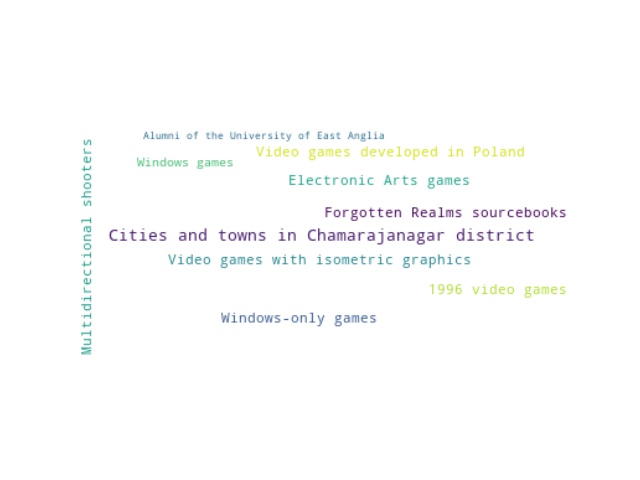 Alumni of the University of East Anglia
Video games developed in Poland
Windows games
Electronic Arts games
Forgotten Realms sourcebooks
Cities and towns in Chamarajanagar district
Video games with isometric graphics
1996 video games
Windows-only games
Multidirectional shooters